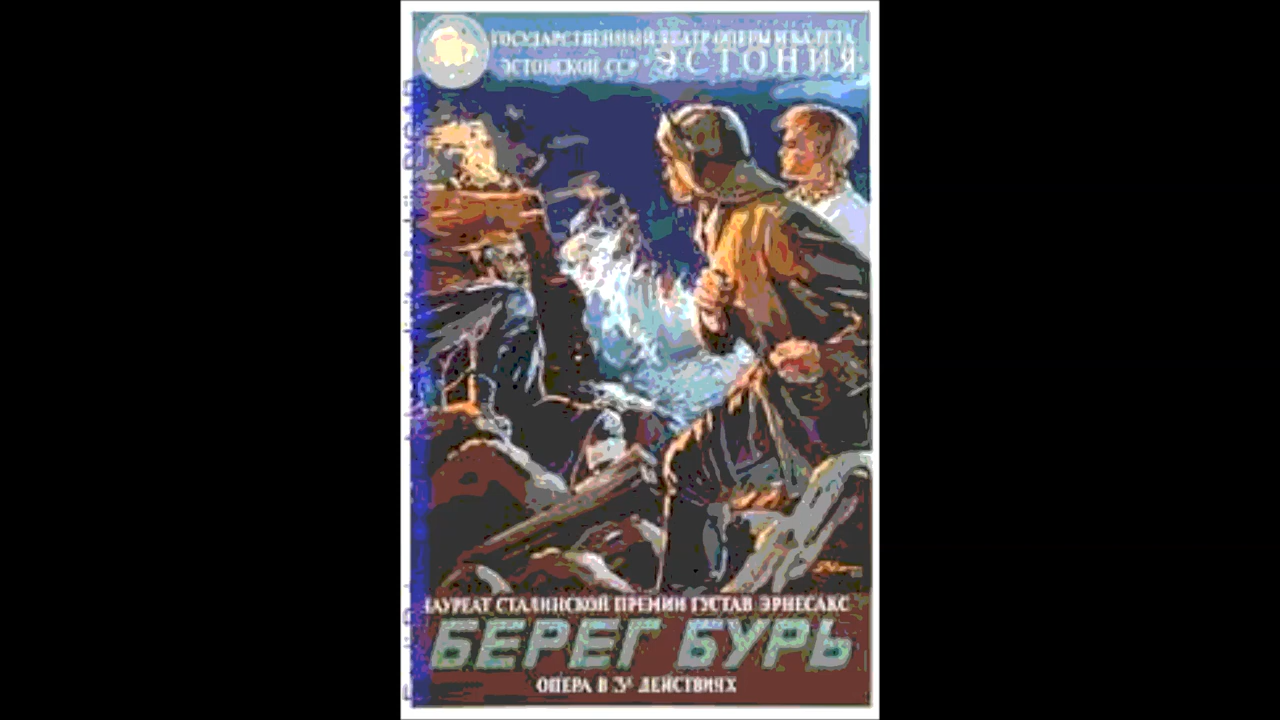 ГОСУДАРСТВЕННЫЙ ТЕАТР ОПЕРЫ И БАЛЕТА
ЭСТОНСКОЙ ССР ЭСТОНИЯ
ЛАУРЕАТ СТАЛИНСКОЙ ПРЕМИИ ГУСТАВ ЭРНЕСАКС
БЕРЕГ БУРЬ
ОПЕРА В 3х ДЕЙСТВИЯХ